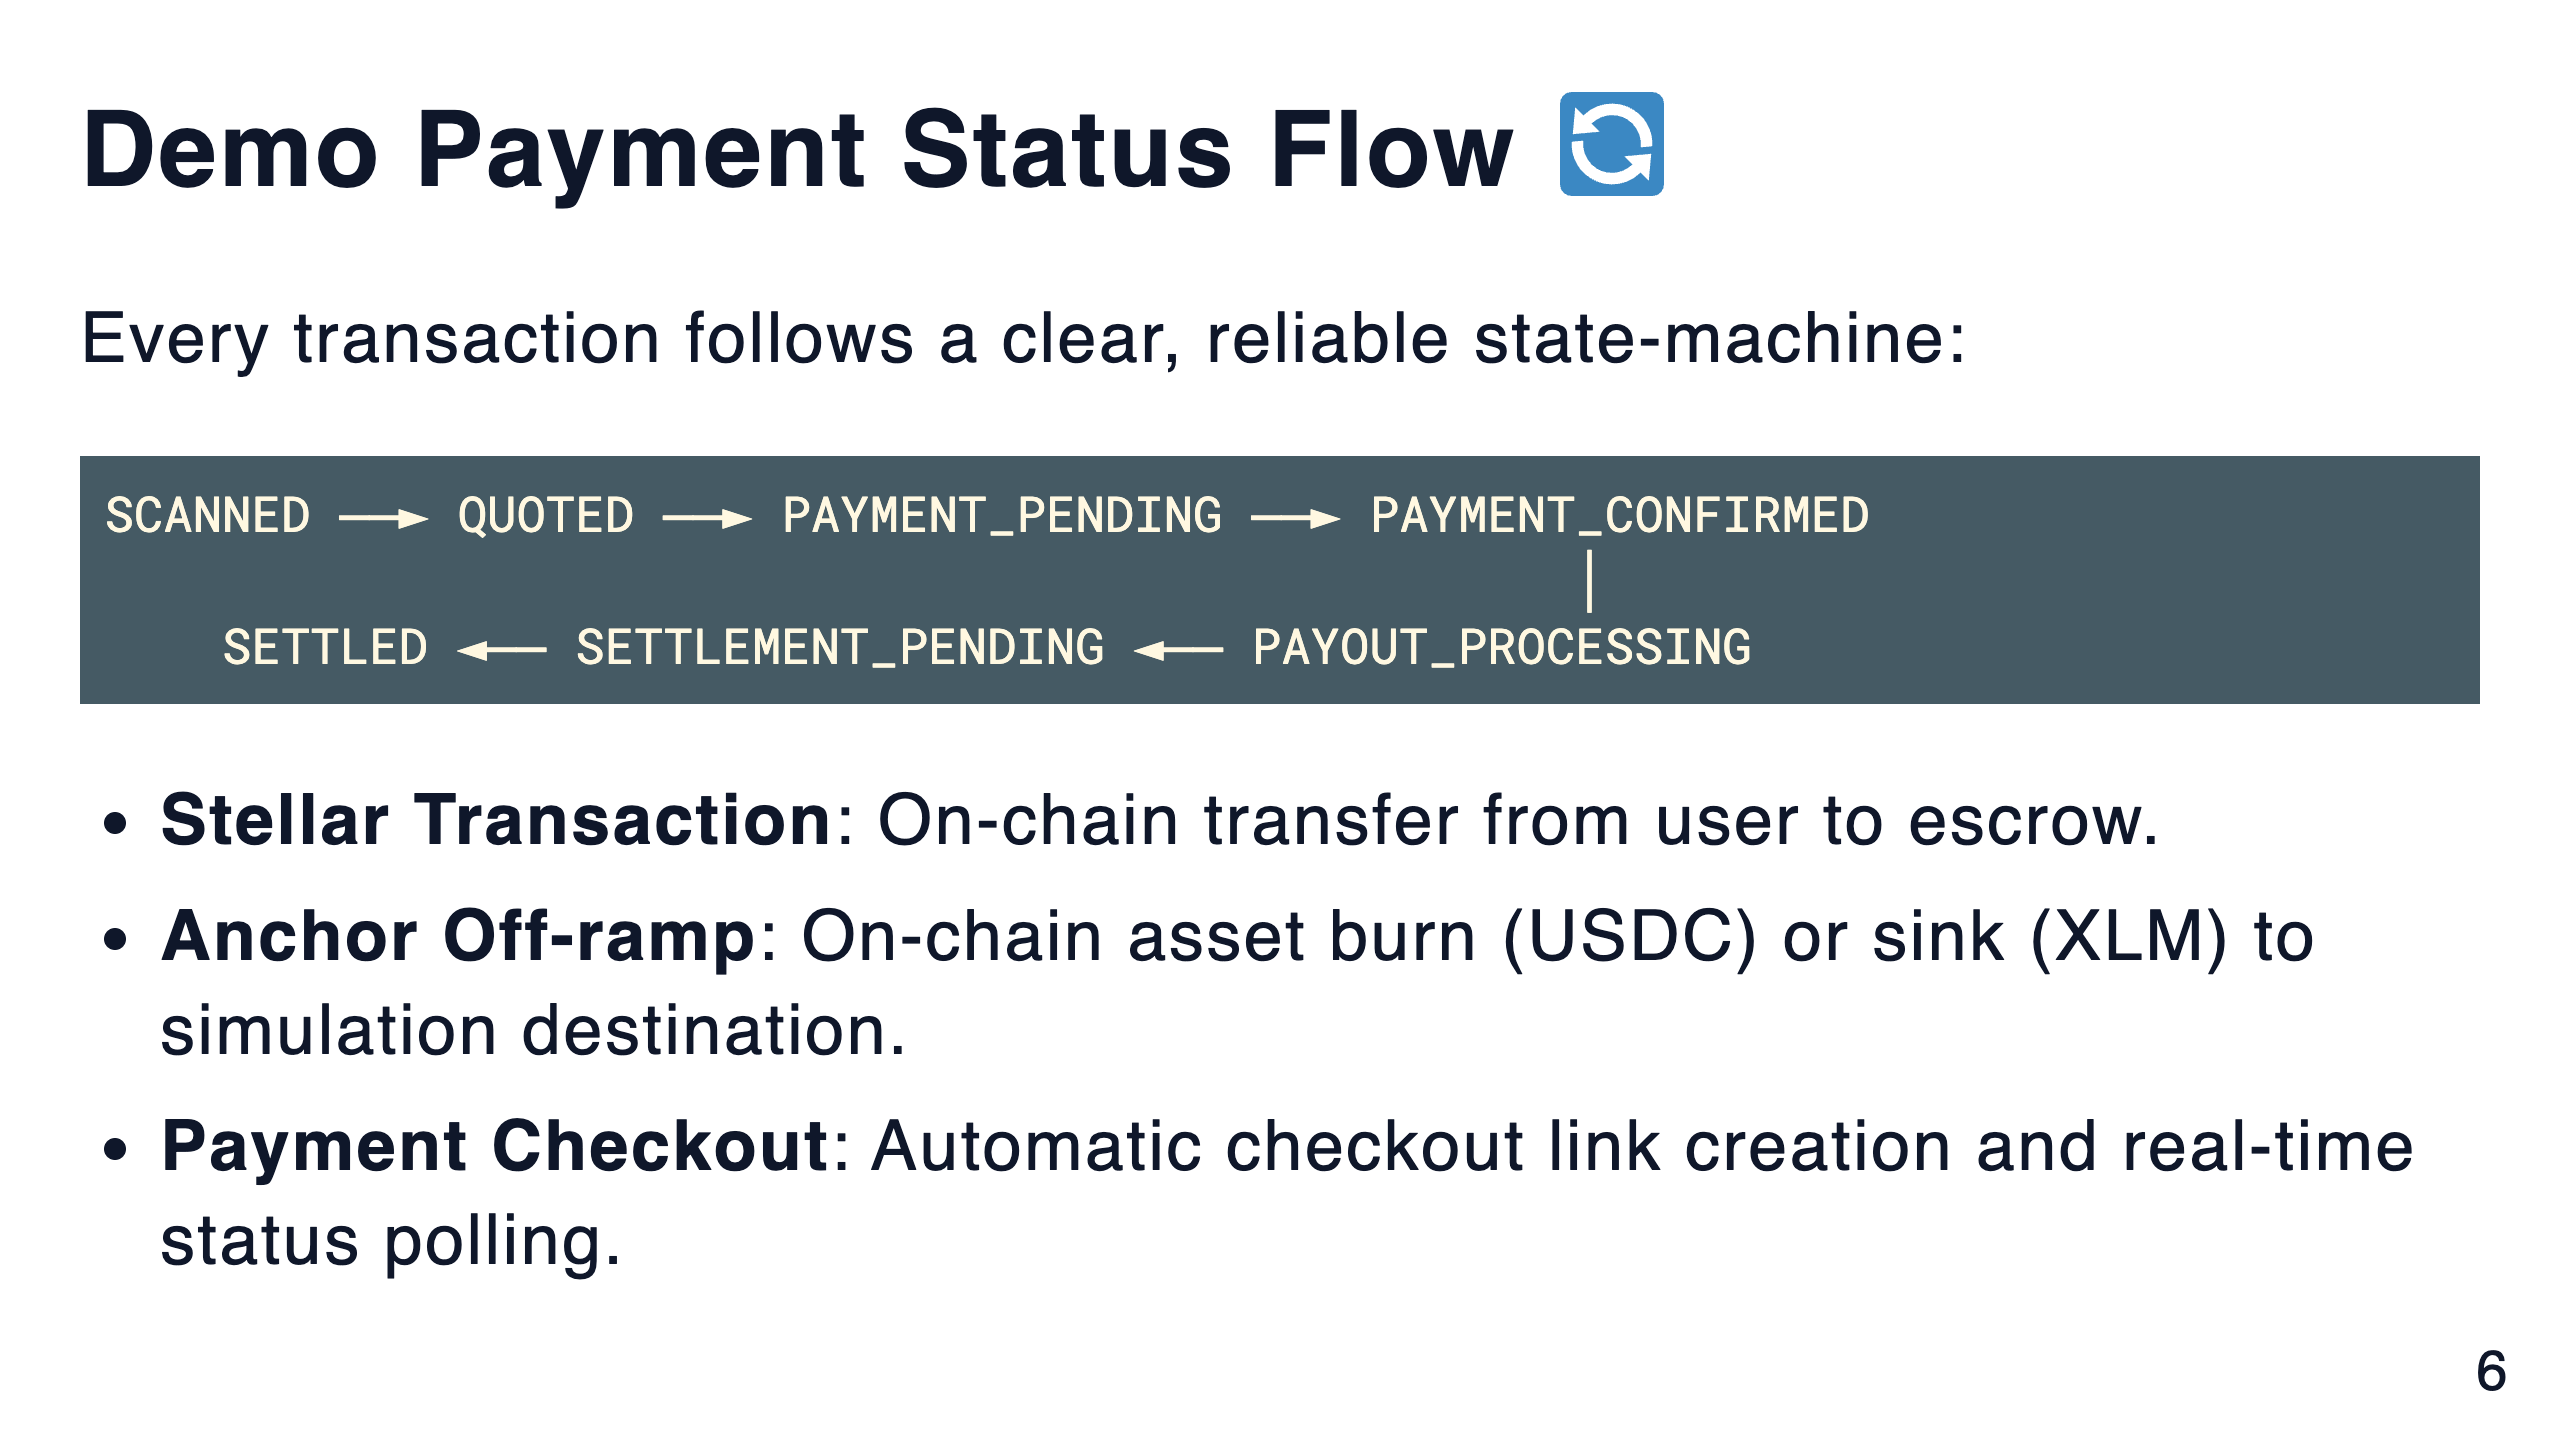 Demo Payment Status Flow 🔄
Every transaction follows a clear, reliable state-machine:
SCANNED ──► QUOTED ──► PAYMENT_PENDING ──► PAYMENT_CONFIRMED
│
SETTLED ◄── SETTLEMENT_PENDING ◄── PAYOUT_PROCESSING
• Stellar Transaction: On-chain transfer from user to escrow.
• Anchor Off-ramp: On-chain asset burn (USDC) or sink (XLM) to
simulation destination.
• Payment Checkout: Automatic checkout link creation and real-time
status polling.
6